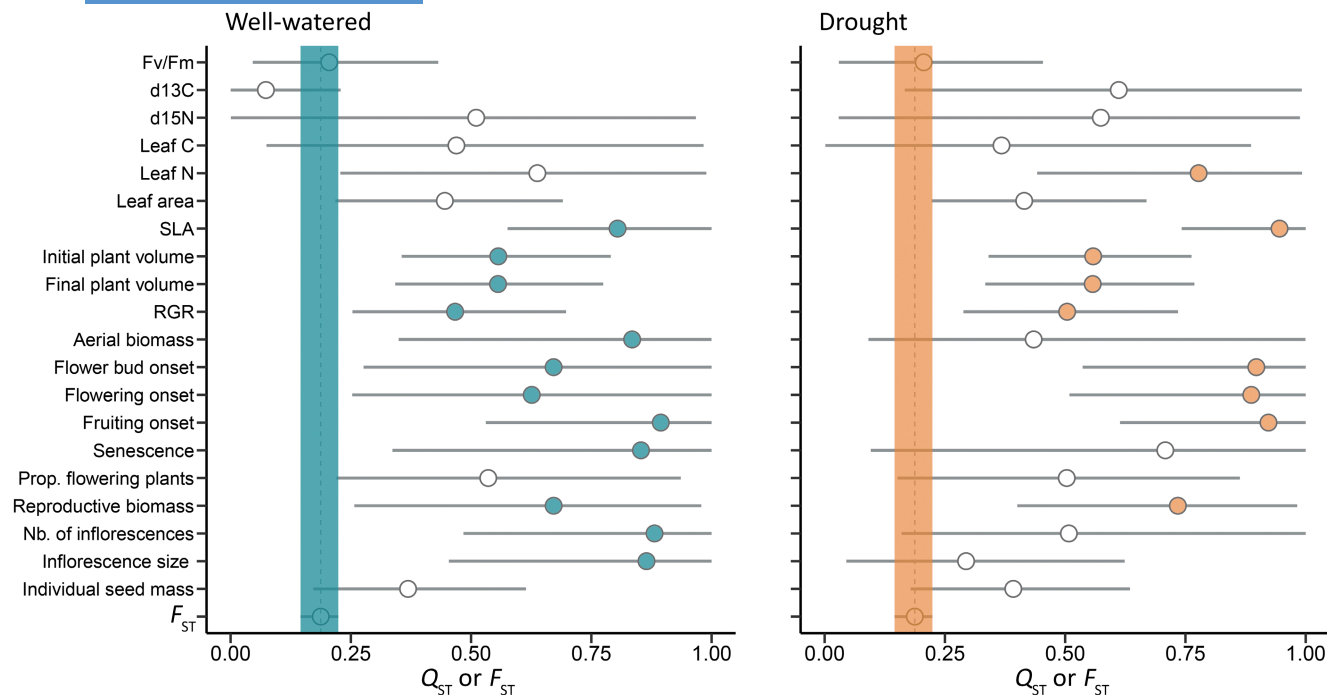 Well-watered
Drought
Fv/Fm
d13C
d15N
Leaf C
Leaf N
Leaf area
SLA
Initial plant volume
Final plant volume
RGR
Aerial biomass
Flower bud onset
Flowering onset
Fruiting onset
Senescence
Prop. flowering plants
Reproductive biomass
Nb. of inflorescences
Inflorescence size
Individual seed mass
FST
0.00 0.25 0.50 0.75 1.00
0.00 0.25 0.50 0.75 1.00
QST or FST
QST or FST